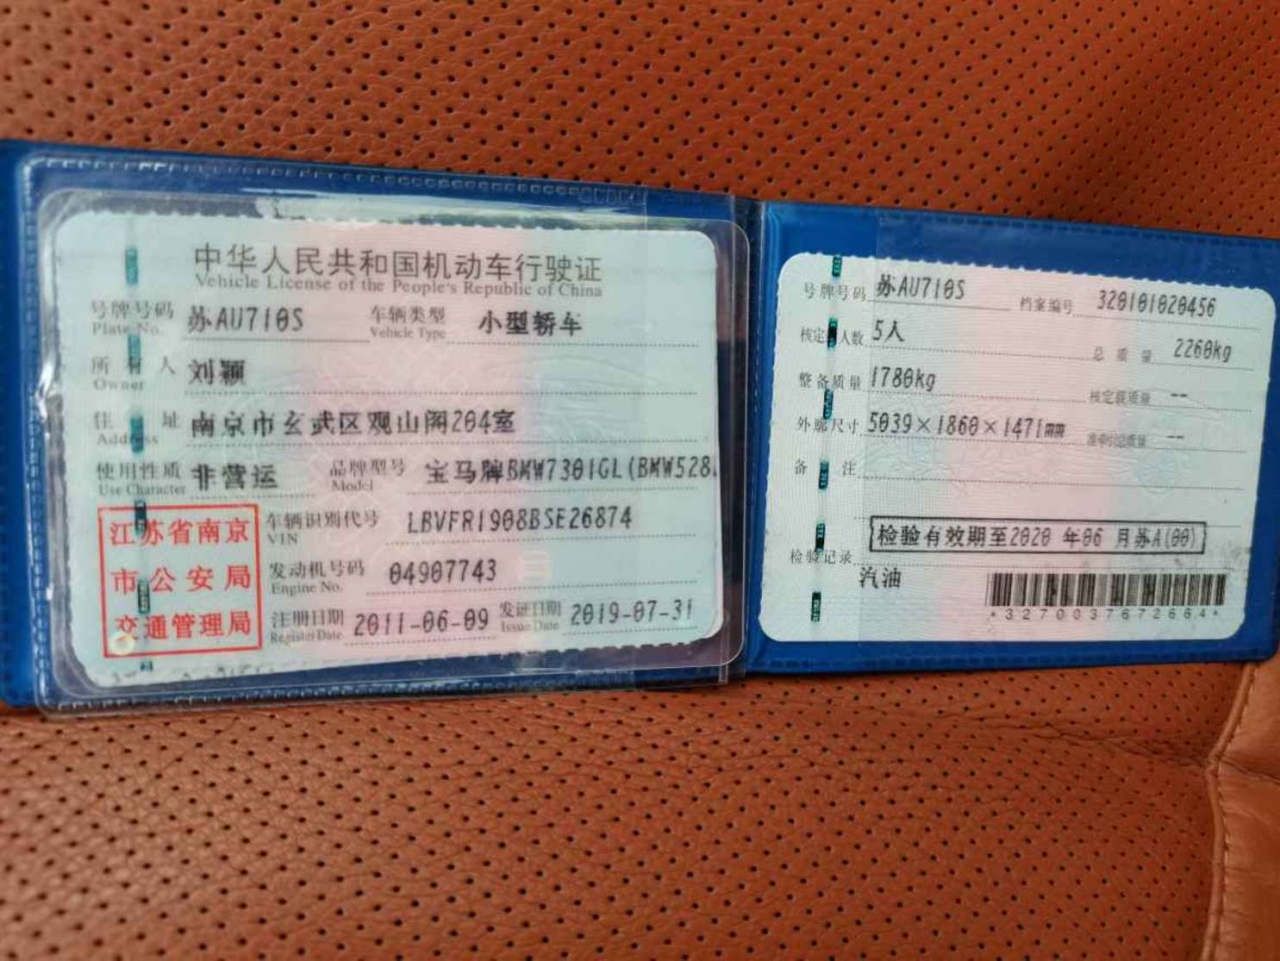 中华人民共和国机动车行驶证
Vehicle License of the People's Republic of China
号牌号码 苏AU710S 车辆类型 小型轿车
Plate No. Vehicle Type
所有人 刘颖
Owner
住址 南京市玄武区观山阁204室
Address
使用性质 非营运 品牌型号 宝马牌BMW7301GL(BMW528
Use Character Model
江苏省南京
市公安局
交通管理局
车辆识别代号 LBVFR1908BSE26874
VIN
发动机号码 04907743
Engine No.
注册日期 2011-06-09 发证日期 2019-07-31
Register Date Issue Date
号牌号码 苏AU710S 档案编号 320101020456
核定人数 5人 总质量 2260kg
整备质量 1780kg 核定载质量 --
外廓尺寸 5039×1860×1471mm --
备注
检验有效期至2020 年06 月苏A(00)
检验记录
汽油
*3270037672664*